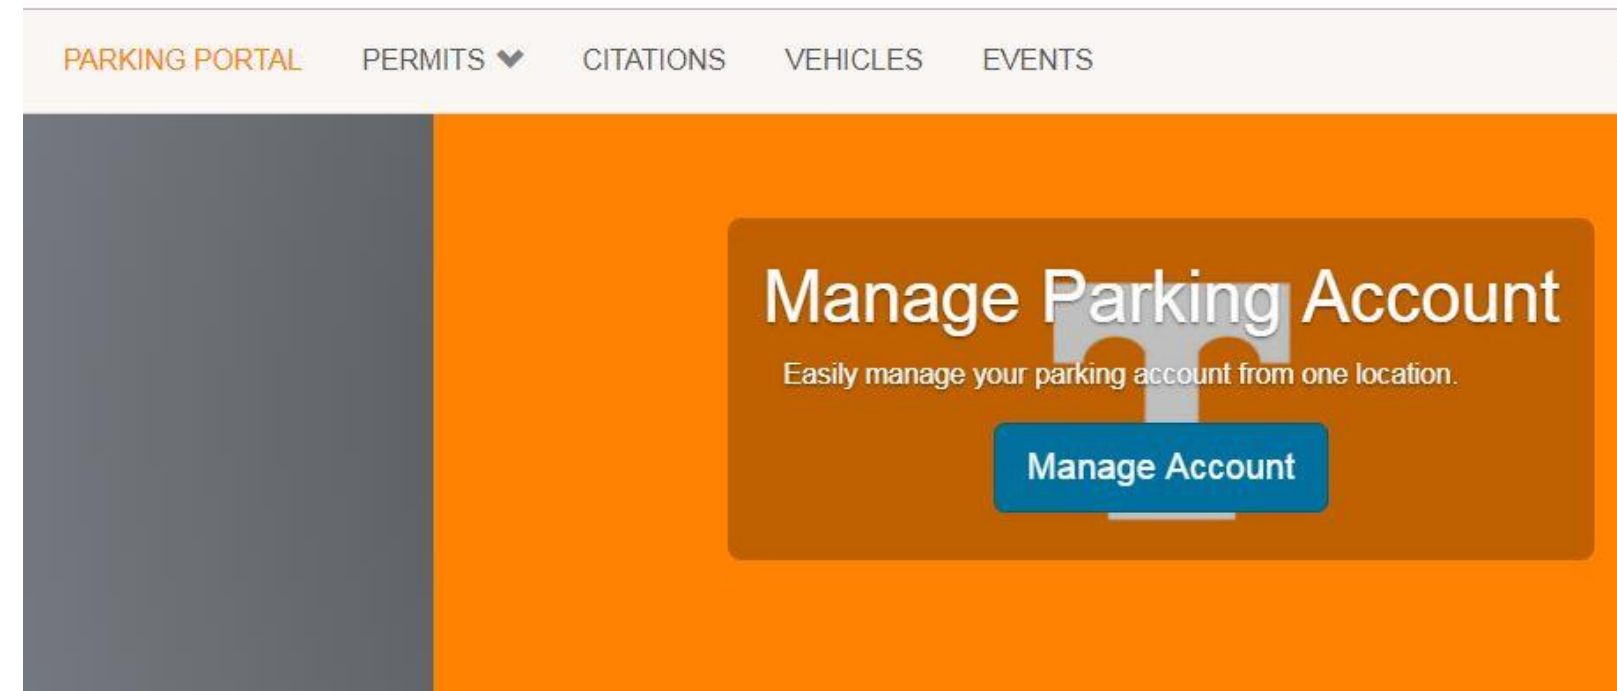 PARKING PORTAL PERMITS CITATIONS VEHICLES EVENTS
Manage Parking Account
Easily manage your parking account from one location.
T
Manage Account